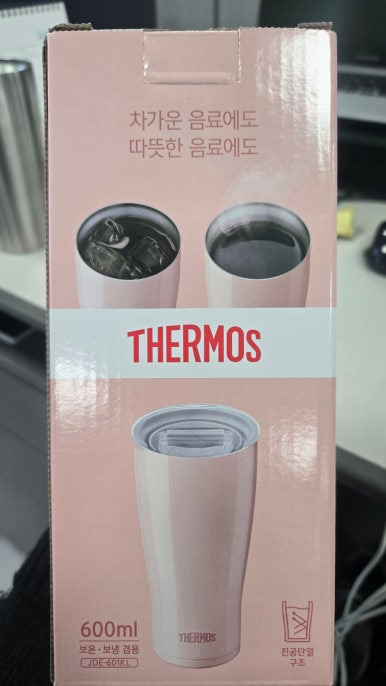 차가운 음료에도
따뜻한 음료에도
THERMOS
THERMOS
600ml
보온·보냉 겸용
JDE-601KL
진공단열
구조